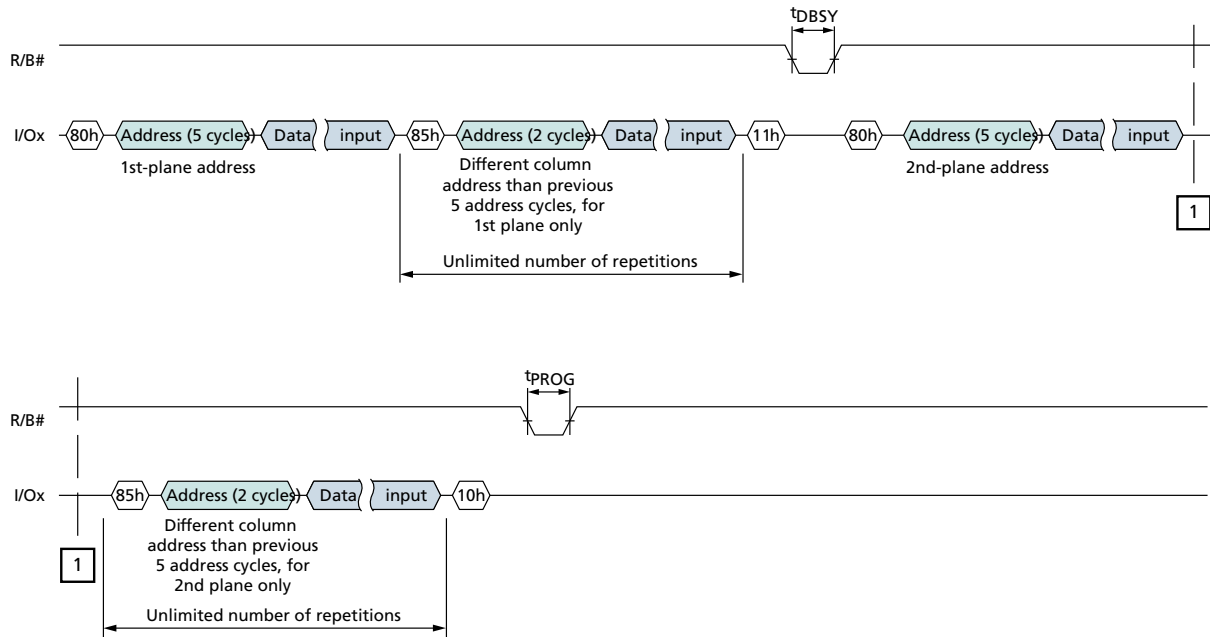 tDBSY
R/B#
I/Ox 80h Address (5 cycles) Data input 85h Address (2 cycles) Data input 11h 80h Address (5 cycles) Data input
1st-plane address
Different column
address than previous
5 address cycles, for
1st plane only
2nd-plane address
1
Unlimited number of repetitions
tPROG
R/B#
I/Ox 85h Address (2 cycles) Data input 10h
Different column
address than previous
5 address cycles, for
2nd plane only
1
Unlimited number of repetitions